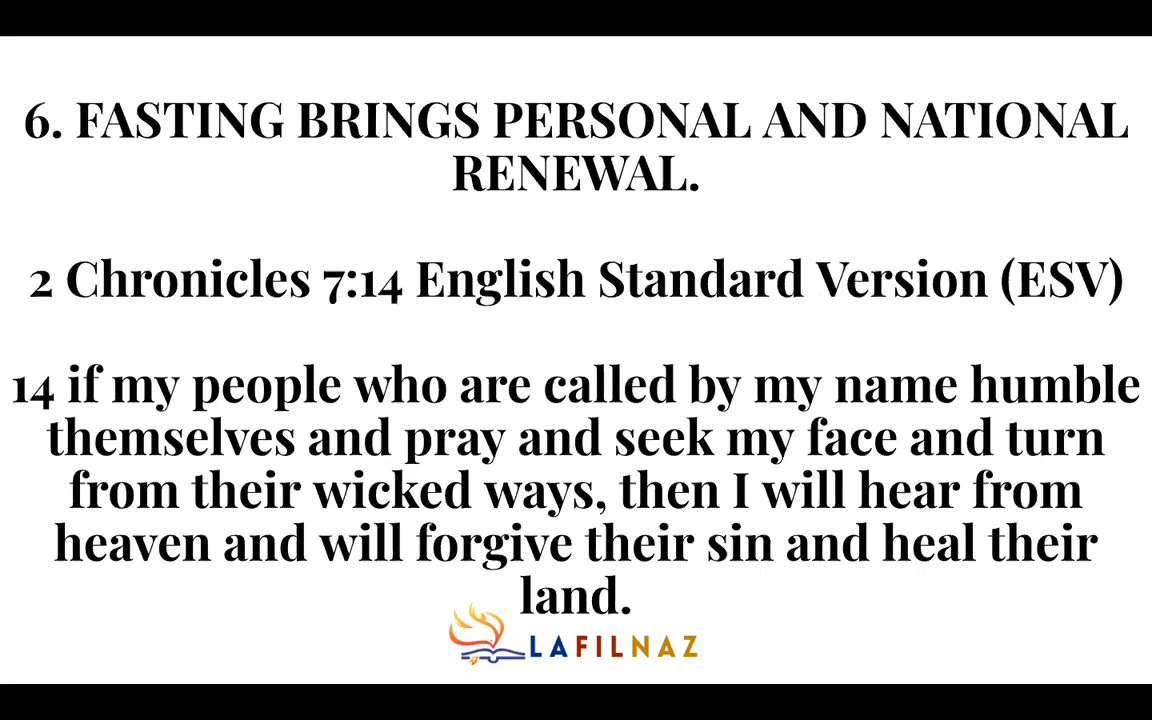 6. FASTING BRINGS PERSONAL AND NATIONAL
RENEWAL.
2 Chronicles 7:14 English Standard Version (ESV)
14 if my people who are called by my name humble
themselves and pray and seek my face and turn
from their wicked ways, then I will hear from
heaven and will forgive their sin and heal their
land.
LAFILNAZ